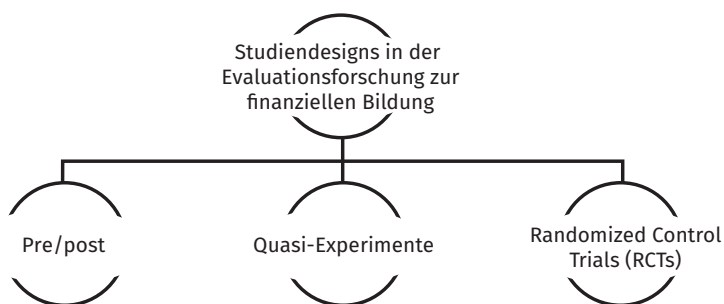 Studiendesigns in der
Evaluationsforschung zur
finanziellen Bildung
Pre/post
Quasi-Experimente
Randomized Control
Trials (RCTs)